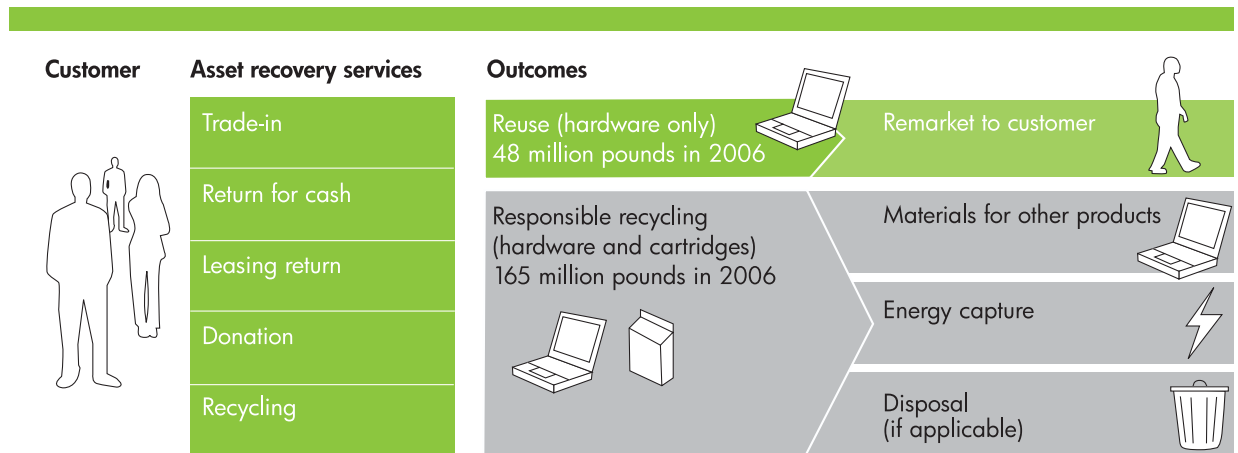 Customer
Asset recovery services
Outcomes
Trade-in
Return for cash
Leasing return
Donation
Recycling
Reuse (hardware only)
48 million pounds in 2006
Remarket to customer
Responsible recycling
(hardware and cartridges)
165 million pounds in 2006
Materials for other products
Energy capture
Disposal
(if applicable)